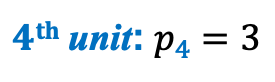 4th unit: p4 = 3